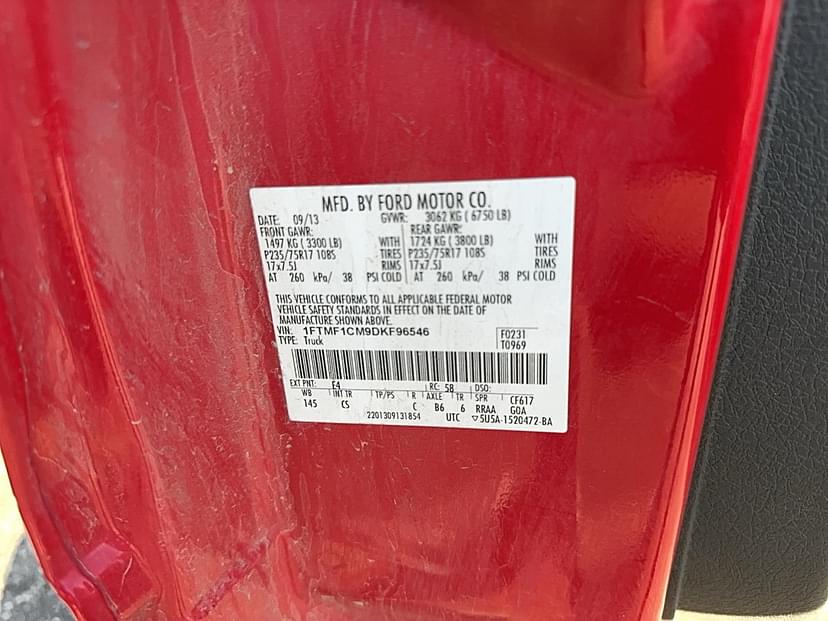 MFD. BY FORD MOTOR CO.
DATE: 09/13 GVWR: 3062 KG ( 6750 LB)
FRONT GAWR: REAR GAWR:
1497 KG ( 3300 LB) WITH 1724 KG ( 3800 LB) WITH
P235/75R17 108S TIRES P235/75R17 108S TIRES
17x7.5J RIMS 17x7.5J RIMS
AT 260 kPa/ 38 PSI COLD AT 260 kPa/ 38 PSI COLD
THIS VEHICLE CONFORMS TO ALL APPLICABLE FEDERAL MOTOR
VEHICLE SAFETY STANDARDS IN EFFECT ON THE DATE OF
MANUFACTURE SHOWN ABOVE.
VIN: 1FTMF1CM9DKF96546 F0231
TYPE: Truck T0969
EXT PNT: E4 RC: 58 DSO:
WB INT TR TP/PS R AXLE TR SPR CF617
145 CS C B6 6 RRAA GOA
2201309131854 UTC ▽5U5A-1520472-BA